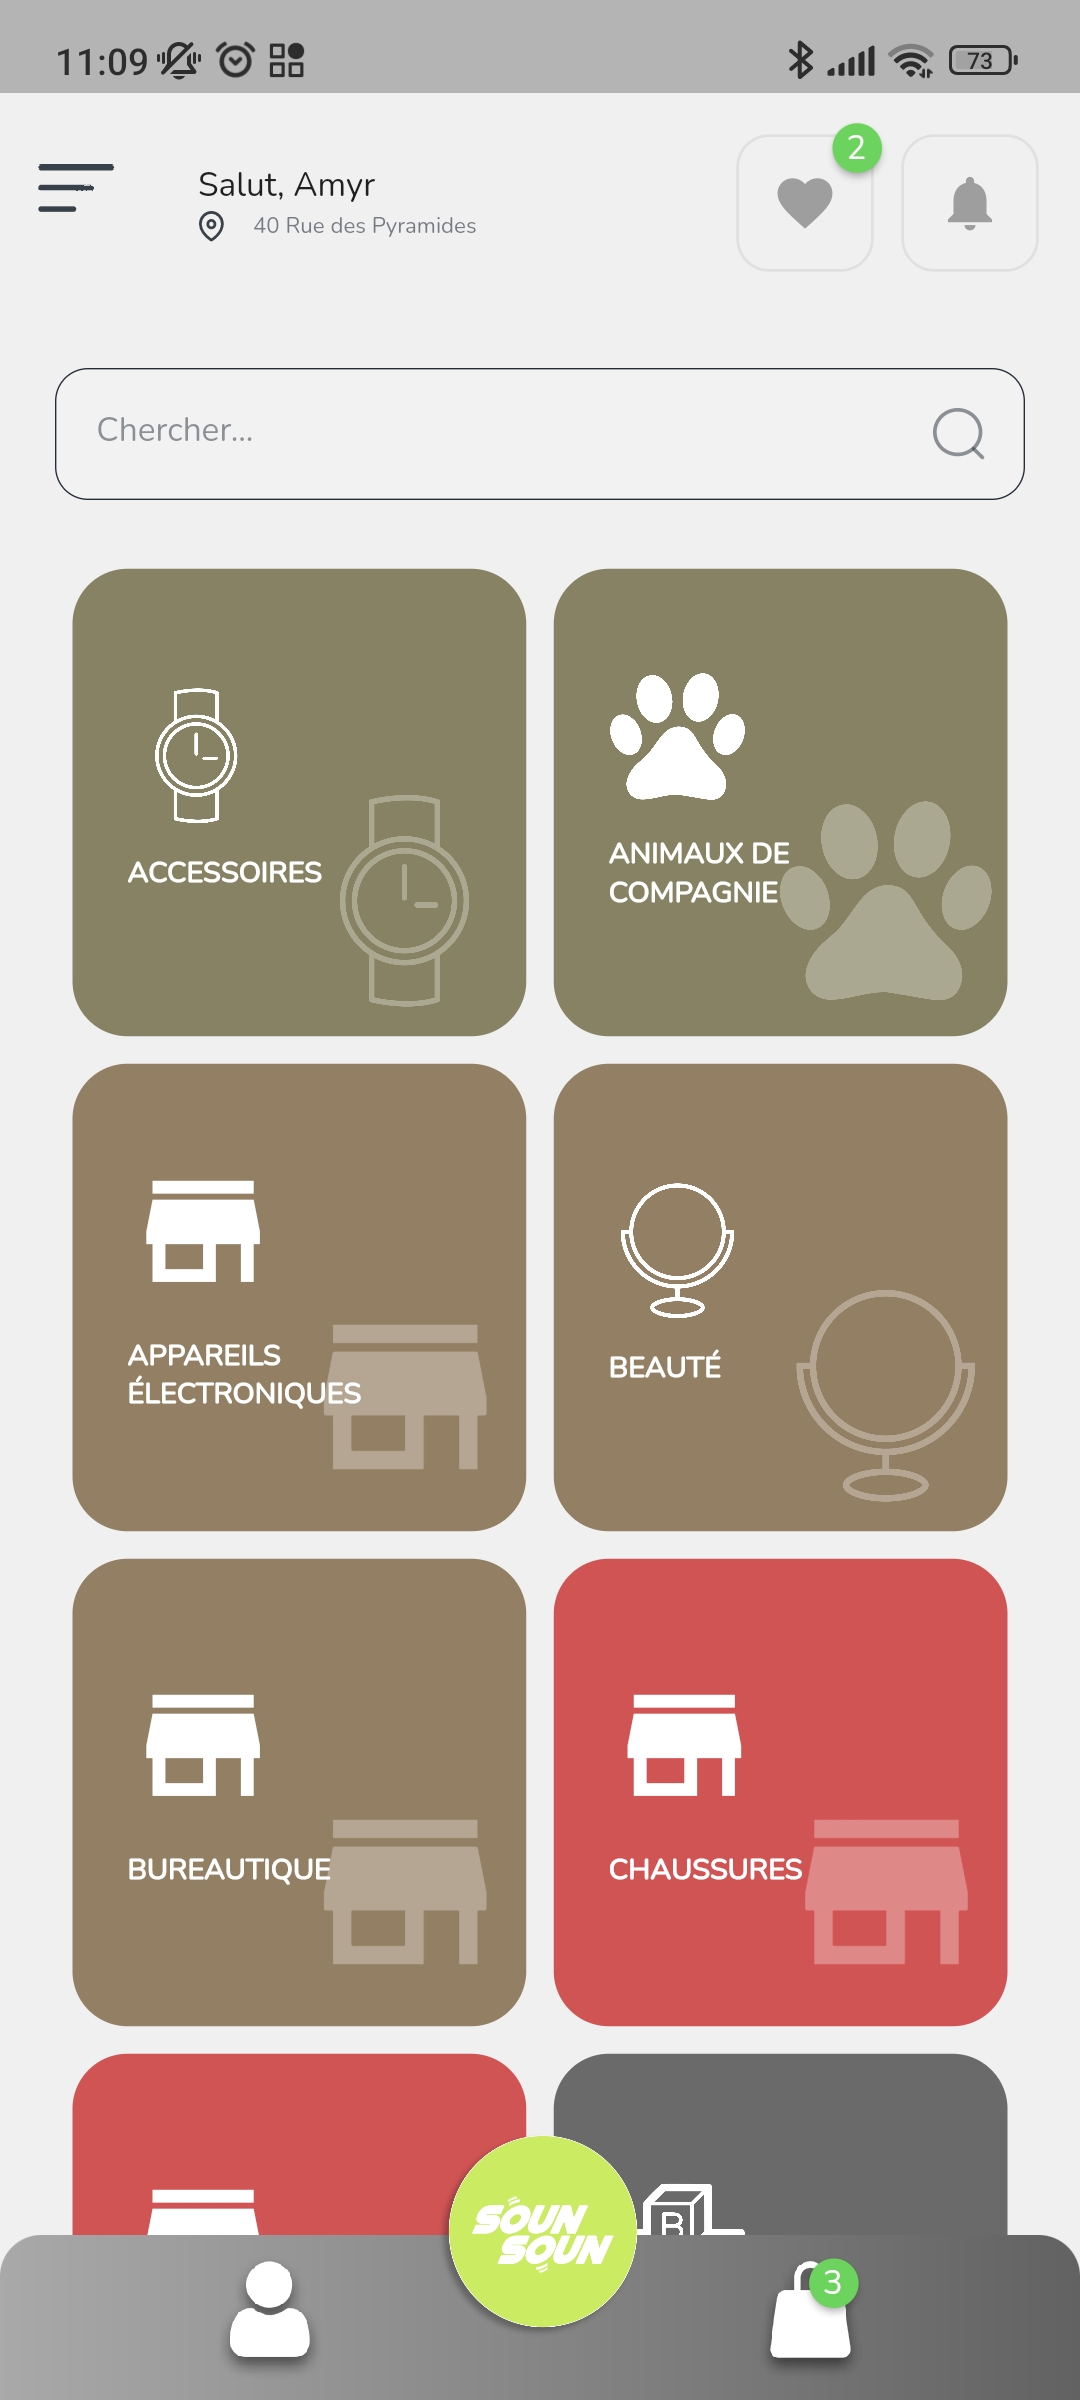 11:09
73
Salut, Amyr
2
40 Rue des Pyramides
Chercher...
ACCESSOIRES
ANIMAUX DE
COMPAGNIE
APPAREILS
ÉLECTRONIQUES
BEAUTÉ
BUREAUTIQUE
CHAUSSURES
B
SOUN
SOUN
3